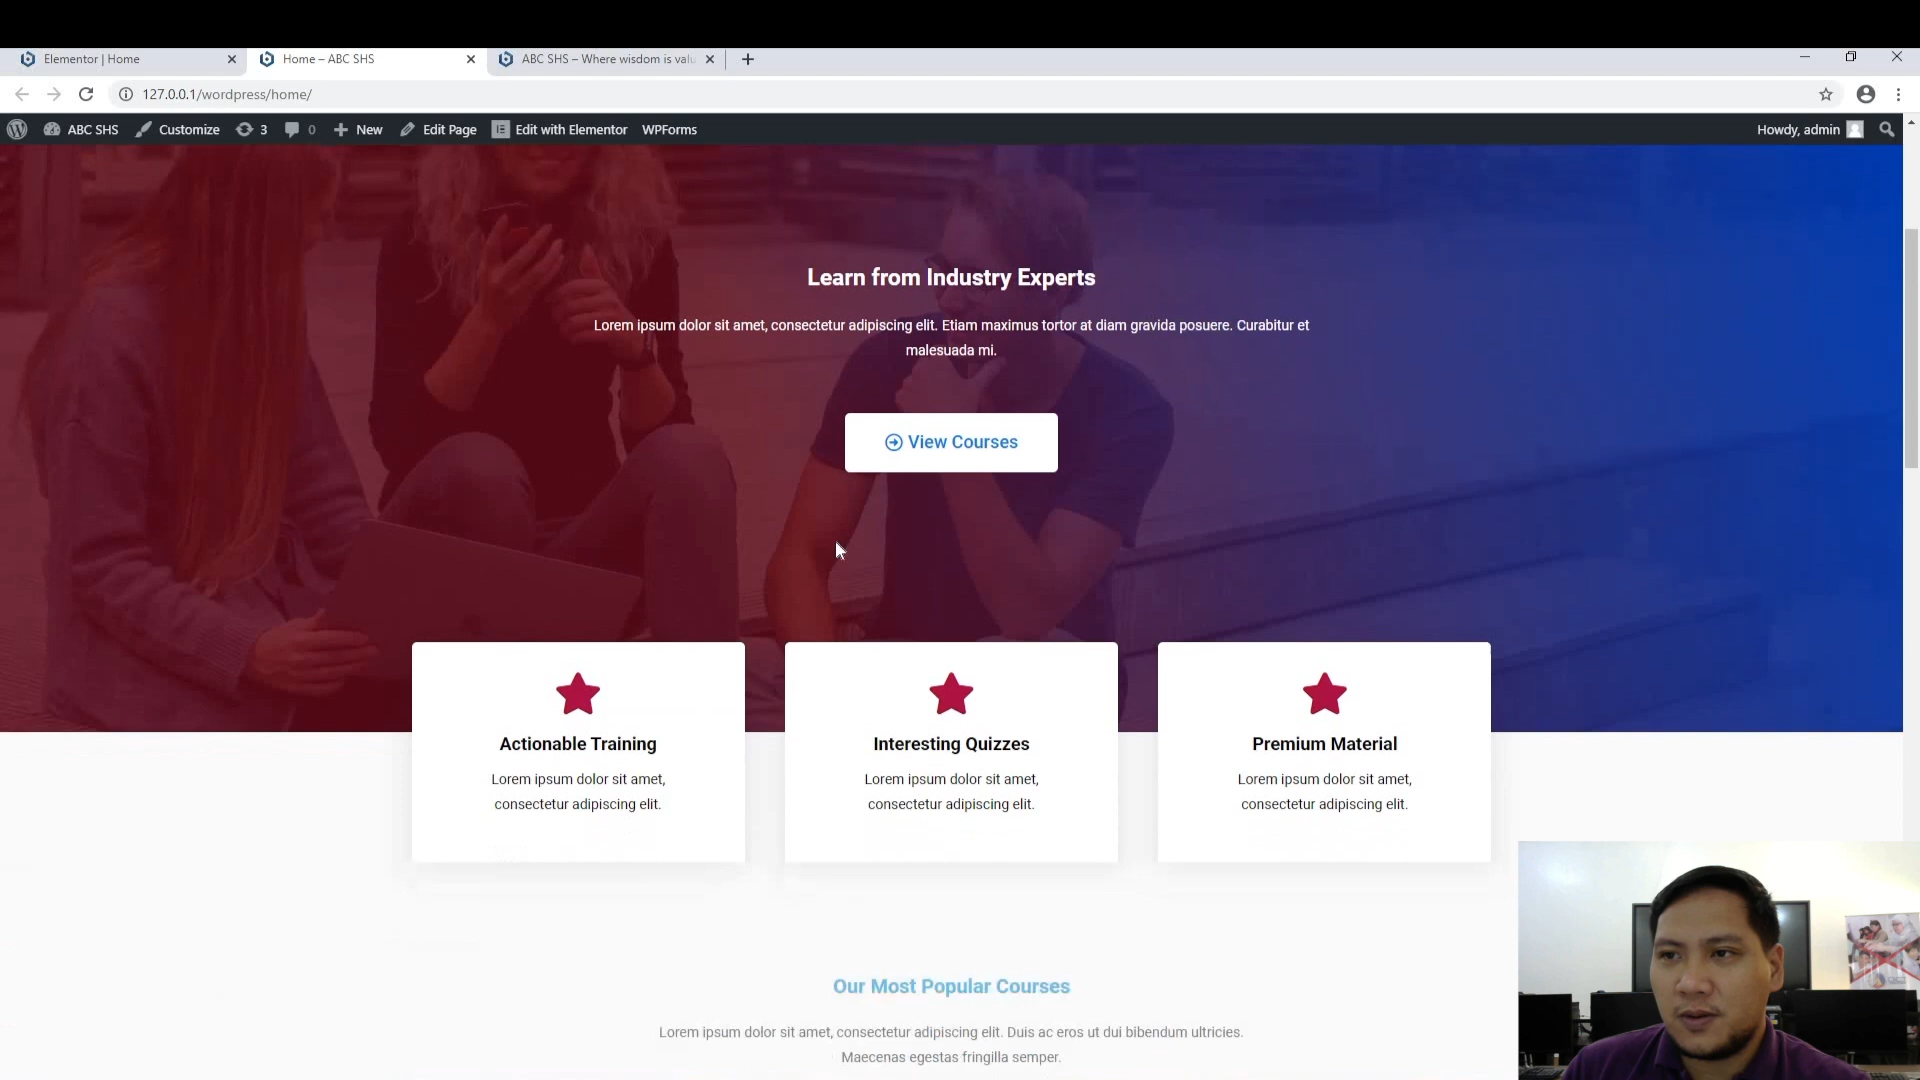 Elementor | Home
Home – ABC SHS
ABC SHS – Where wisdom is valu
127.0.0.1/wordpress/home/
ABC SHS
Customize
3
0
New
Edit Page
Edit with Elementor
WPForms
Howdy, admin
Learn from Industry Experts
Lorem ipsum dolor sit amet, consectetur adipiscing elit. Etiam maximus tortor at diam gravida posuere. Curabitur et
malesuada mi.
View Courses
Actionable Training
Lorem ipsum dolor sit amet,
consectetur adipiscing elit.
Interesting Quizzes
Lorem ipsum dolor sit amet,
consectetur adipiscing elit.
Premium Material
Lorem ipsum dolor sit amet,
consectetur adipiscing elit.
Our Most Popular Courses
Lorem ipsum dolor sit amet, consectetur adipiscing elit. Duis ac eros ut dui bibendum ultricies.
Maecenas egestas fringilla semper.